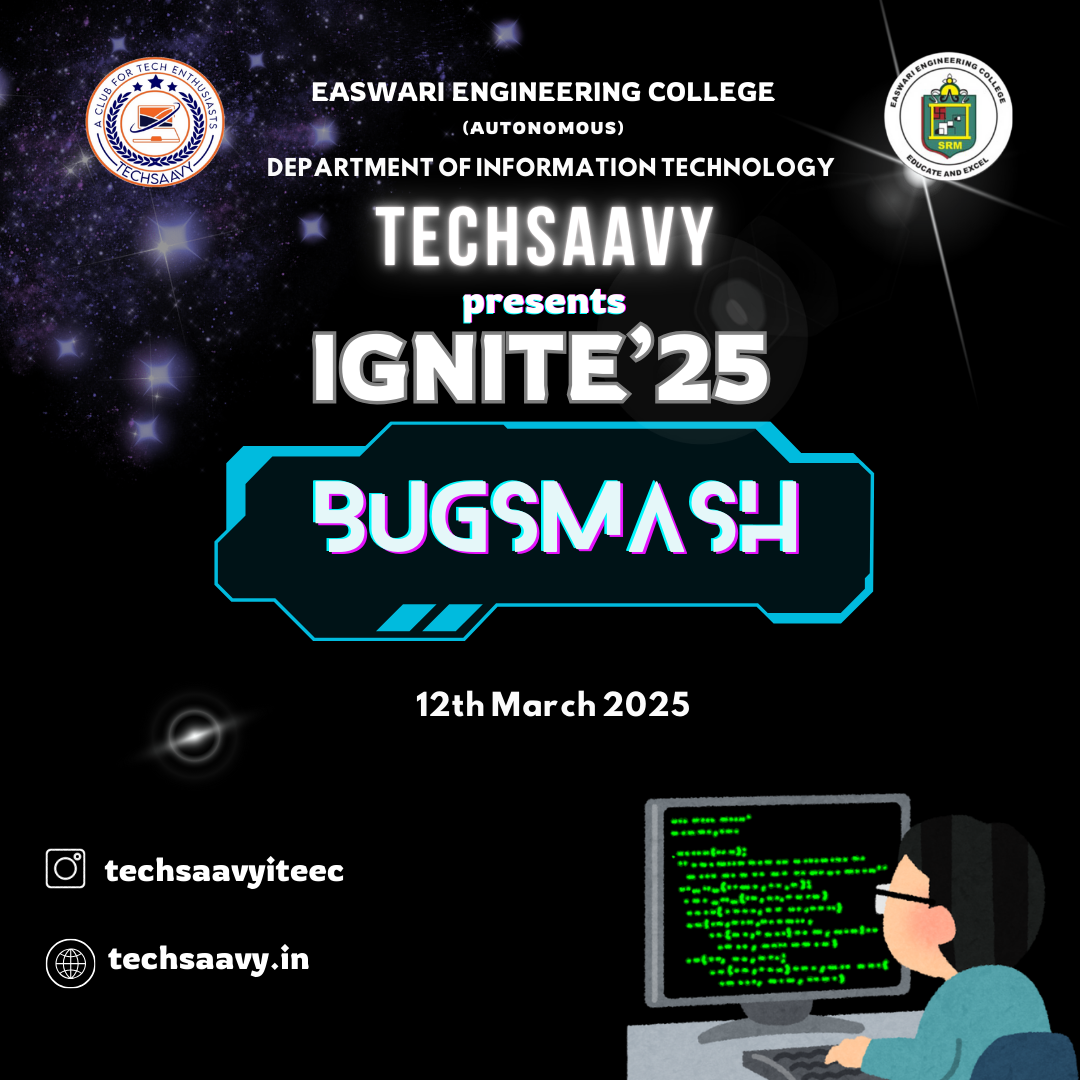 A CLUB FOR TECH ENTHUSIASTS
TECHSAAVY
EASWARI ENGINEERING COLLEGE
(AUTONOMOUS)
DEPARTMENT OF INFORMATION TECHNOLOGY
EASWARI ENGINEERING COLLEGE
SRM
EDUCATE AND EXCEL
TECHSAAVY
presents
IGNITE'25
BUGSMASH
12th March 2025
techsaavyiteec
techsaavy.in